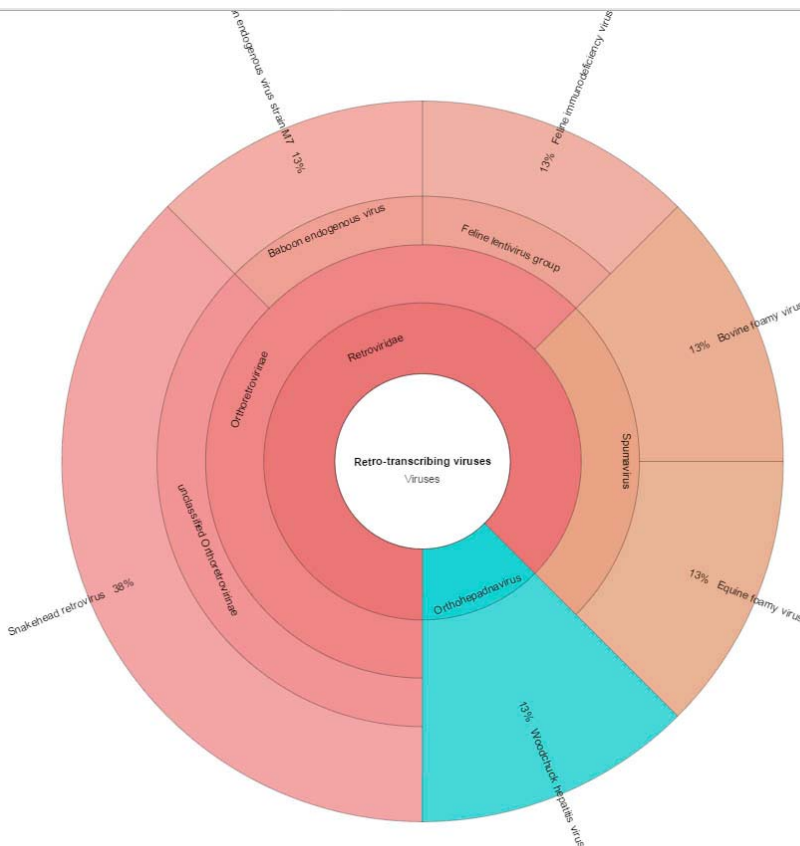 n endogenous virus strain M7 13%
13% Feline immunodeficiency virus
Baboon endogenous virus
Feline lentivirus group
13% Bovine foamy virus
Retroviridae
Orthoretrovirinae
Spumavirus
Retro-transcribing viruses
Viruses
unclassified Orthoretrovirinae
Snakehead retrovirus 38%
Orthohepadnavirus
13% Equine foamy virus
13% Woodchuck hepatitis virus